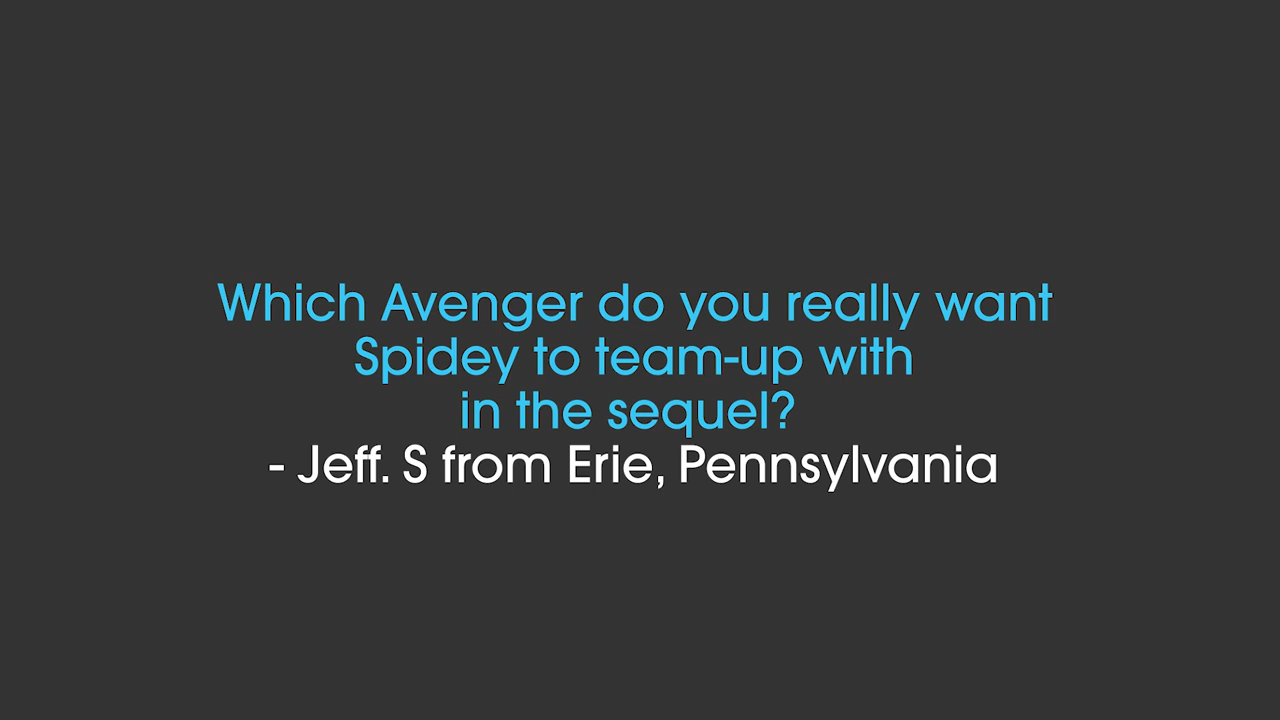 Which Avenger do you really want
Spidey to team-up with
in the sequel?
- Jeff. S from Erie, Pennsylvania